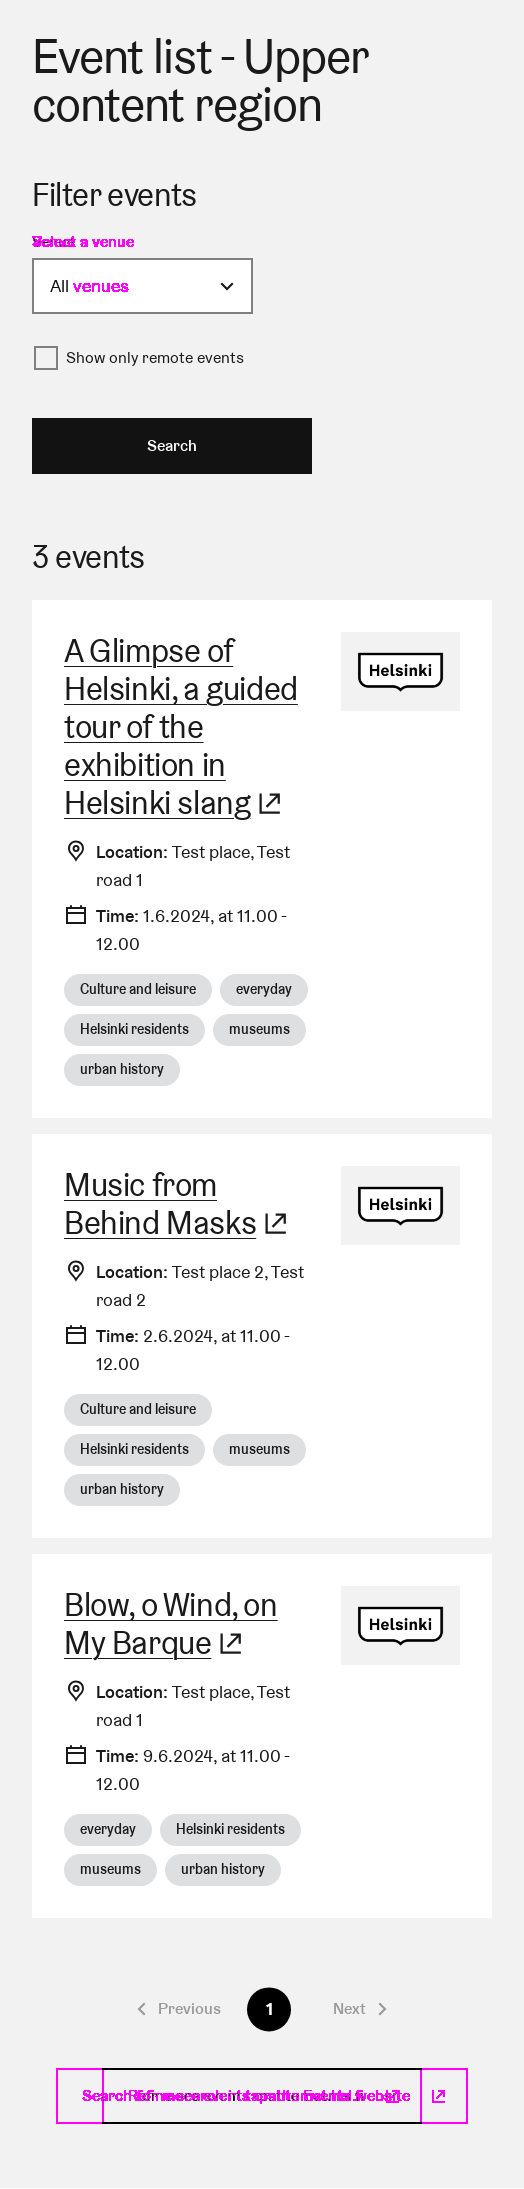 Event list - Upper
content region
Filter events
Select a venue
All venues
Show only remote events
Search
3 events
A Glimpse of
Helsinki, a guided
tour of the
exhibition in
Helsinki slang
Helsinki
Location: Test place, Test
road 1
Time: 1.6.2024, at 11.00 -
12.00
Culture and leisure
everyday
Helsinki residents
museums
urban history
Music from
Behind Masks
Helsinki
Location: Test place 2, Test
road 2
Time: 2.6.2024, at 11.00 -
12.00
Culture and leisure
Helsinki residents
museums
urban history
Blow, o Wind, on
My Barque
Helsinki
Location: Test place, Test
road 1
Time: 9.6.2024, at 11.00 -
12.00
everyday
Helsinki residents
museums
urban history
Previous
1
Next